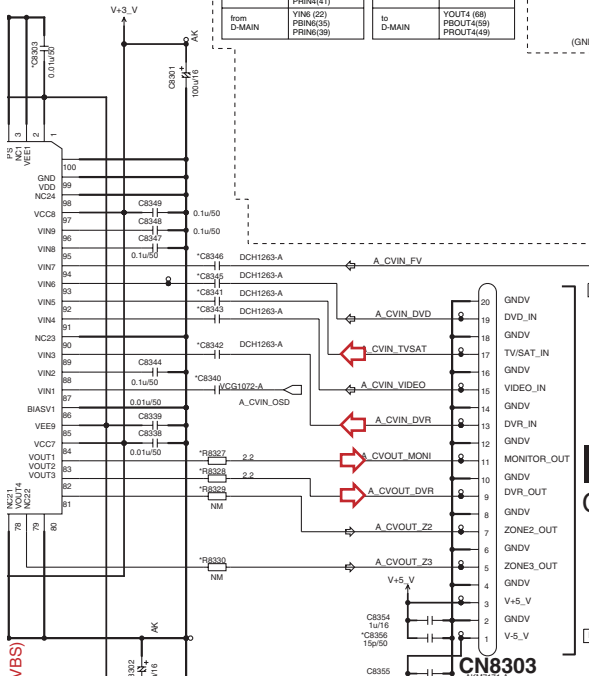 V+3_V
PRIN4(41)
from
D-MAIN
YIN6 (22)
PBIN6(35)
PRIN6(39)
to
D-MAIN
YOUT4 (68)
PBOUT4(59)
PROUT4(49)
(GN
*C8303
0.01u/50
AK
C8301
100u/16
PS
NC1
VEE1
3
2
1
100
GND
VDD
99
NC24
98
VCC8
C8349
0.1u/50
97
VIN9
C8348
0.1u/50
96
VIN8
C8347
0.1u/50
95
VIN7
*C8346
DCH1263-A
A_CVIN_FV
94
VIN6
*C8345
DCH1263-A
93
VIN5
*C8341
DCH1263-A
92
VIN4
*C8343
DCH1263-A
91
NC23
90
VIN3
*C8342
DCH1263-A
89
VIN2
C8344
0.1u/50
88
VIN1
*C8340
VCG1072-A
A_CVIN_OSD
87
BIASV1
0.01u/50
86
VEE9
C8339
85
VCC7
C8338
0.01u/50
84
VOUT1
VOUT2
VOUT3
83
82
81
*R8327
2.2
*R8328
2.2
*R8329
NM
*R8330
NM
NC21
VOUT4
NC22
78
79
80
A_CVIN_DVD
CVIN_TVSAT
A_CVIN_VIDEO
A_CVIN_DVR
A_CVOUT_MONI
A_CVOUT_DVR
A_CVOUT_Z2
A_CVOUT_Z3
20 GNDV
19 DVD_IN
18 GNDV
17 TV/SAT_IN
16 GNDV
15 VIDEO_IN
14 GNDV
13 DVR_IN
12 GNDV
11 MONITOR_OUT
10 GNDV
9 DVR_OUT
8 GNDV
7 ZONE2_OUT
6 GNDV
5 ZONE3_OUT
4 GNDV
3 V+5_V
2 GNDV
1 V-5_V
V+5_V
C8354
1u/16
*C8356
15p/50
C8355
CN8303
AK
8302
/16
VBS)